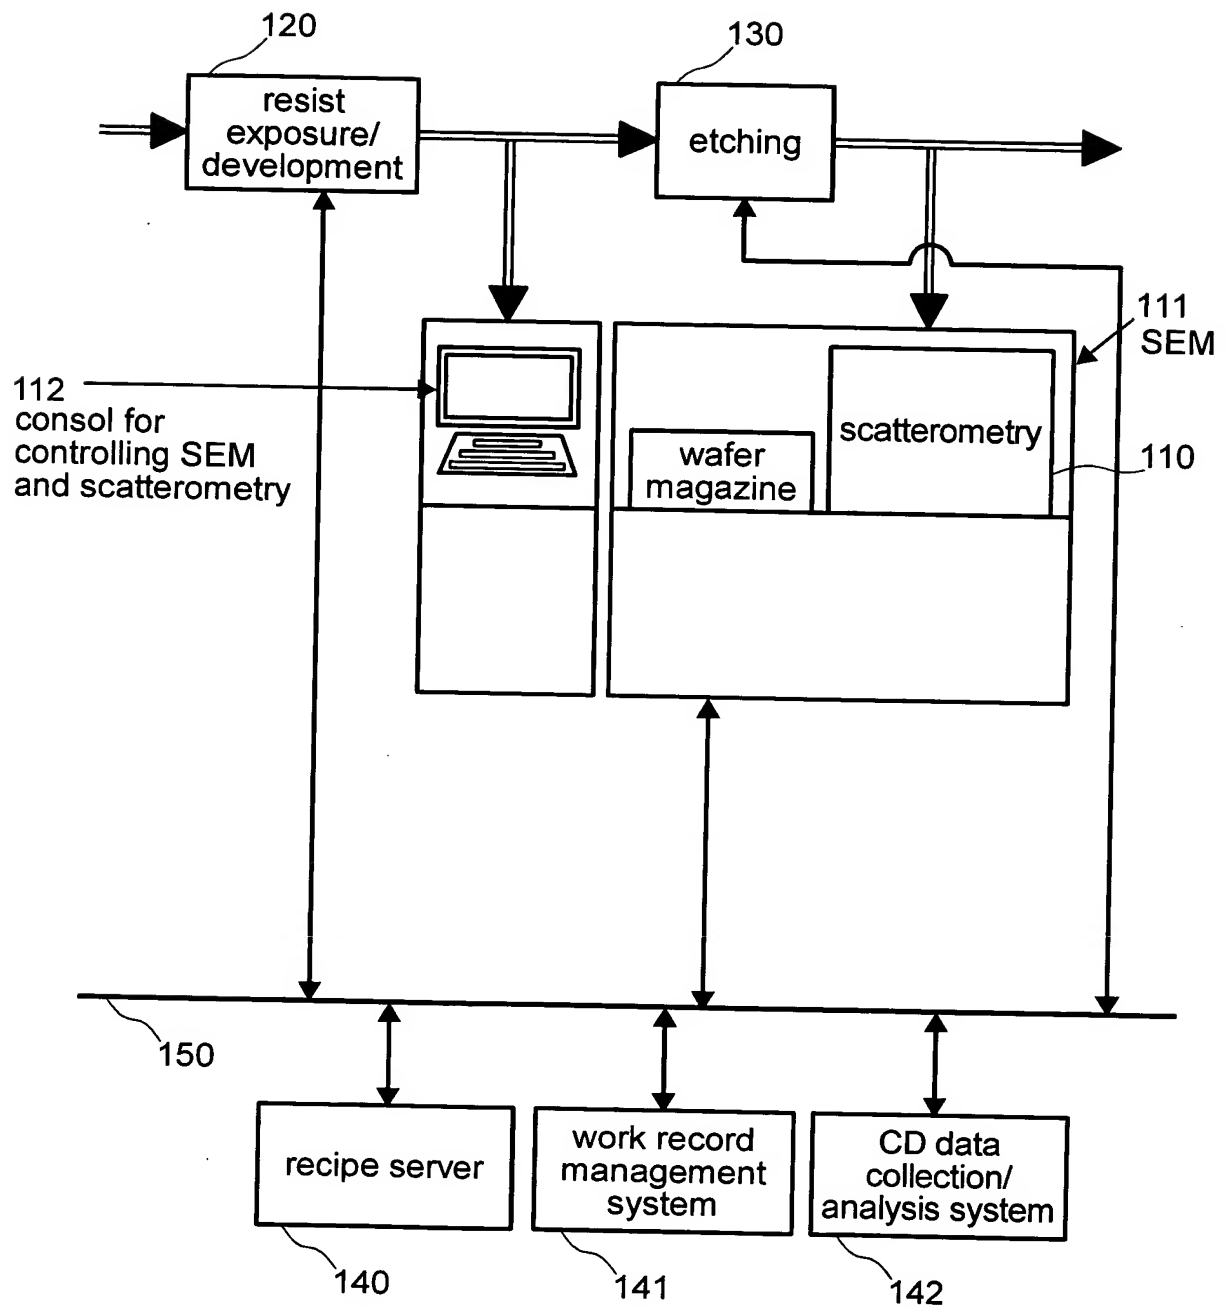 120
130
resist
exposure/
development
etching
111
SEM
112
consol for
controlling SEM
and scatterometry
scatterometry
wafer
magazine
110
150
recipe server
work record
management
system
CD data
collection/
analysis system
140
141
142